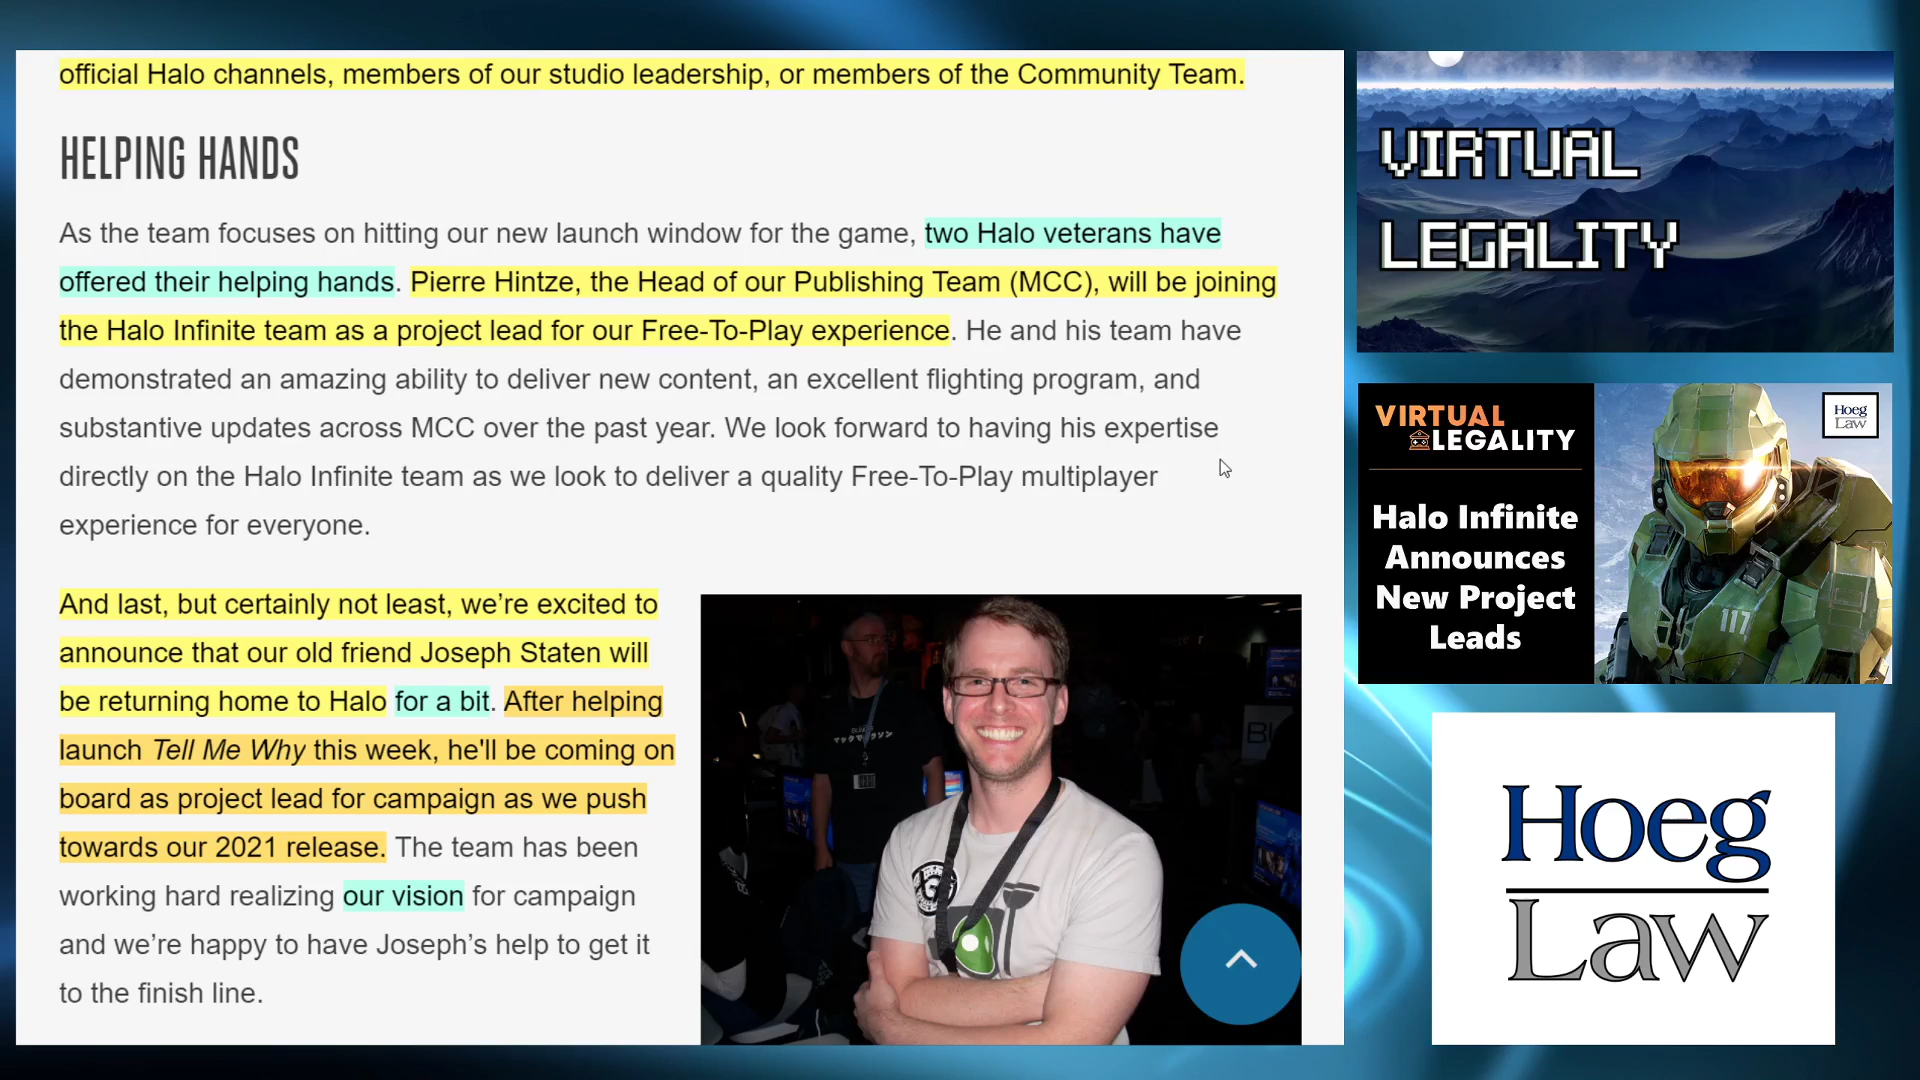 official Halo channels, members of our studio leadership, or members of the Community Team.
HELPING HANDS
As the team focuses on hitting our new launch window for the game, two Halo veterans have
offered their helping hands. Pierre Hintze, the Head of our Publishing Team (MCC), will be joining
the Halo Infinite team as a project lead for our Free-To-Play experience. He and his team have
demonstrated an amazing ability to deliver new content, an excellent flighting program, and
substantive updates across MCC over the past year. We look forward to having his expertise
directly on the Halo Infinite team as we look to deliver a quality Free-To-Play multiplayer
experience for everyone.
And last, but certainly not least, we’re excited to
announce that our old friend Joseph Staten will
be returning home to Halo for a bit. After helping
launch Tell Me Why this week, he'll be coming on
board as project lead for campaign as we push
towards our 2021 release. The team has been
working hard realizing our vision for campaign
and we’re happy to have Joseph’s help to get it
to the finish line.
VIRTUAL
LEGALITY
VIRTUAL
LEGALITY
Halo Infinite
Announces
New Project
Leads
Hoeg
Law
117
Hoeg
Law